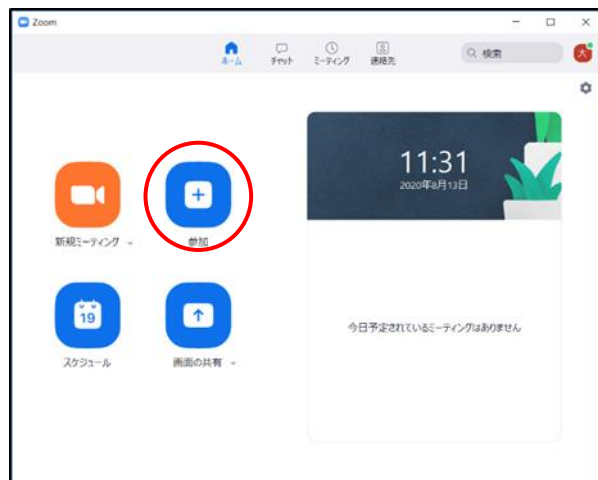 Zoom
ホーム
チャット
ミーティング
連絡先
検索
大
11:31
2020年8月13日
新規ミーティング
参加
19
スケジュール
画面の共有
今日予定されているミーティングはありません